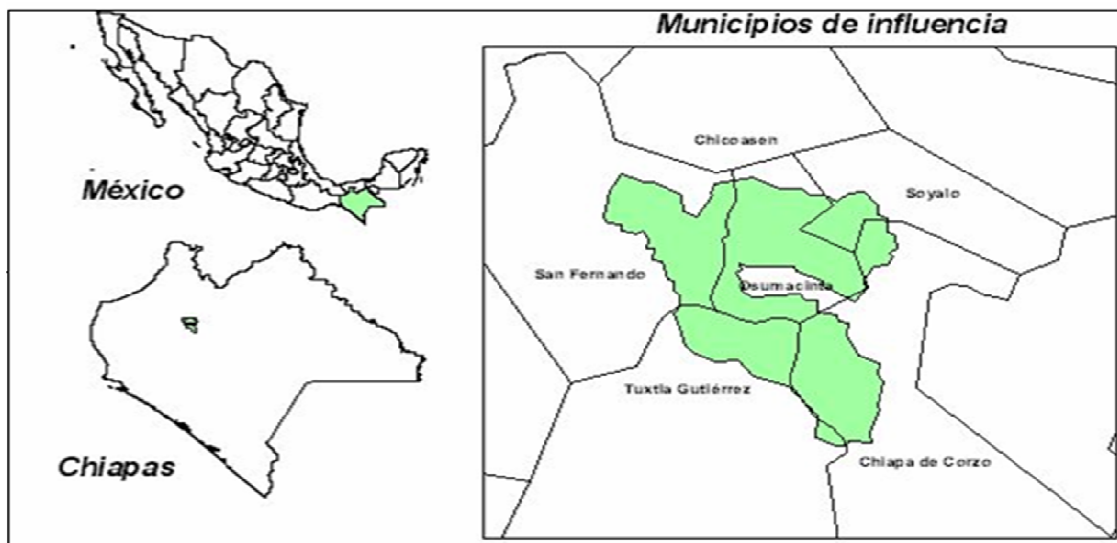 Municipios de influencia
México
Chiapas
Chicoasen
Soyalo
San Fernando
Osumacinta
Tuxtla Gutiérrez
Chiapa de Corzo